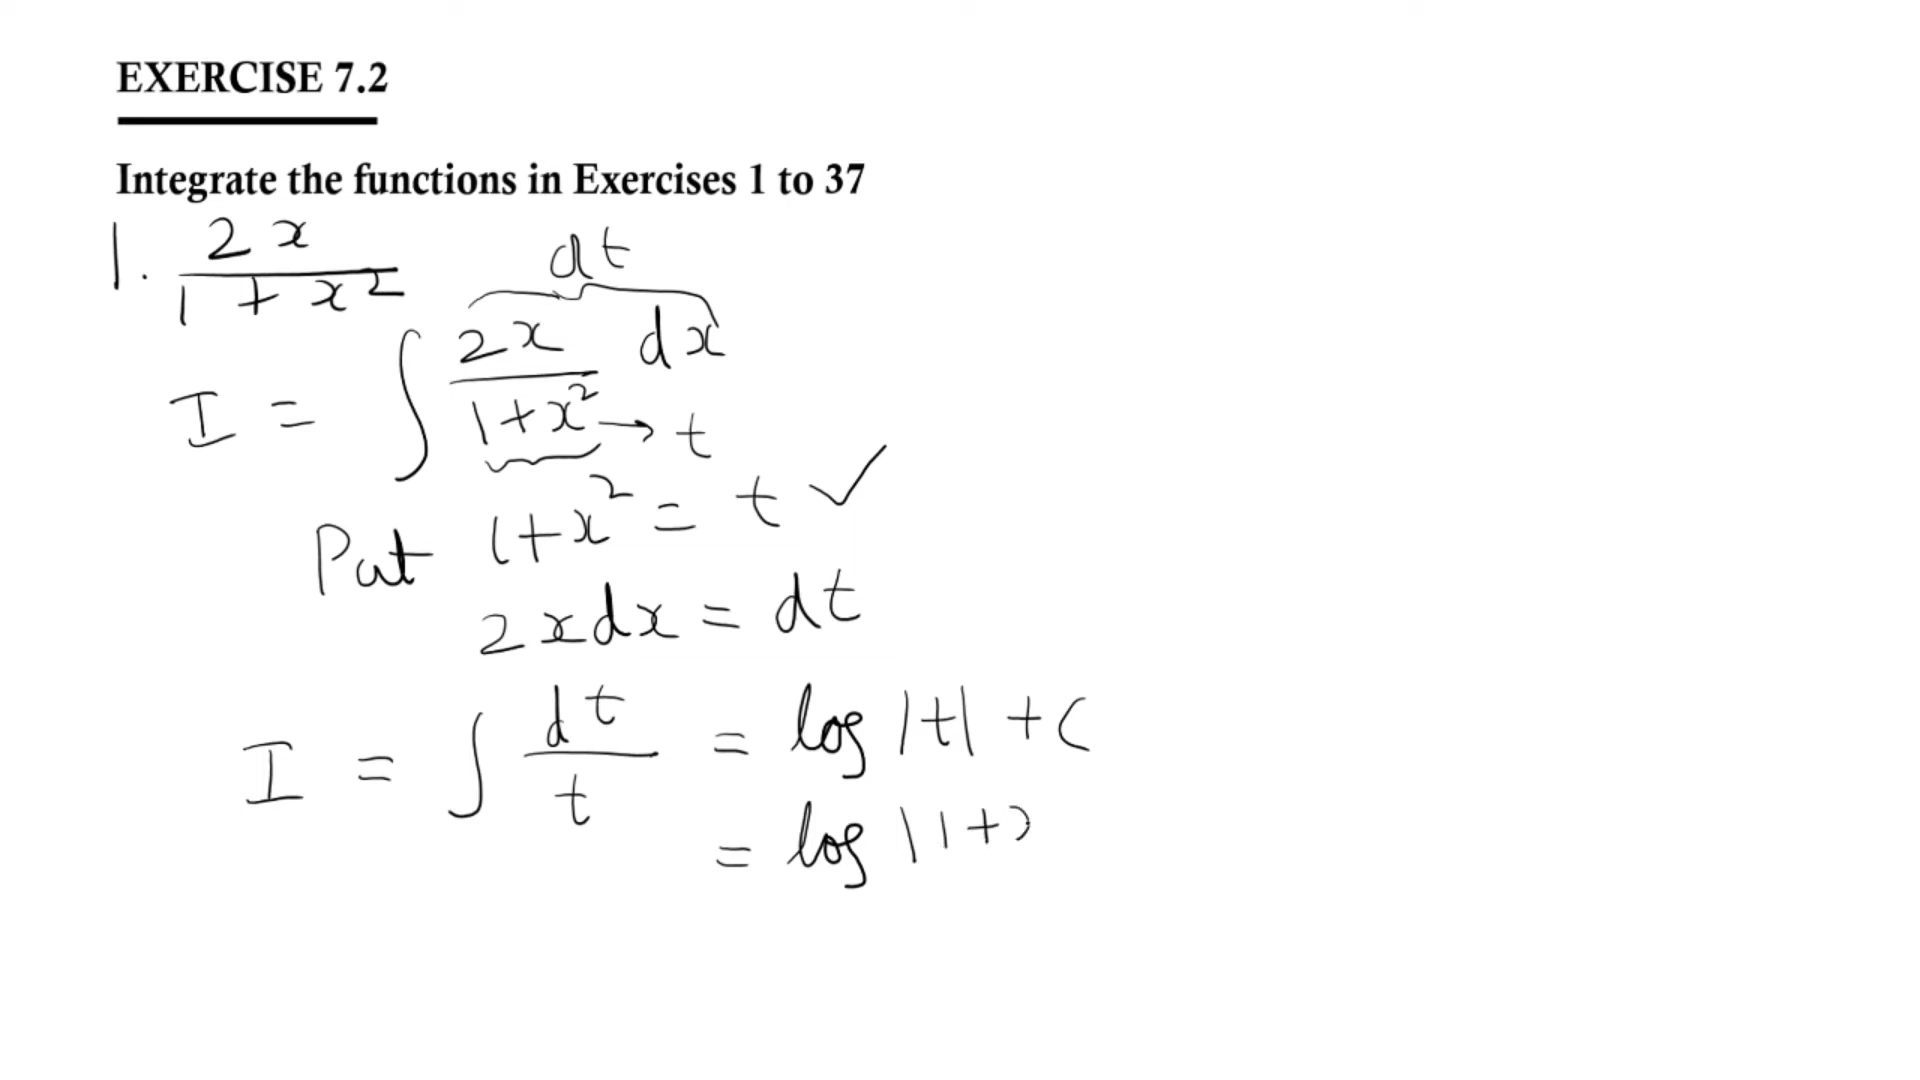 EXERCISE 7.2
Integrate the functions in Exercises 1 to 37
1. 2x
1 + x²
dt
I = ∫ 2x dx
1+x² → t
Put 1+x² = t ✓
2xdx = dt
I = ∫ dt/t = log |t| + C
= log |1+